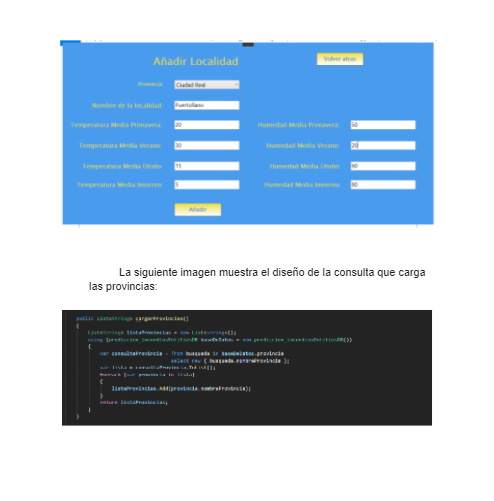 Añadir Localidad
Volver atras
Provincia
Ciudad Real
Nombre de la localidad
Puertollano
Temperatura Media Primavera
20
Humedad Media Primavera
50
Temperatura Media Verano
30
Humedad Media Verano
20
Temperatura Media Otoño
15
Humedad Media Otoño
60
Temperatura Media Invierno
5
Humedad Media Invierno
80
Añadir
La siguiente imagen muestra el diseño de la consulta que carga
las provincias:
public List<string> cargarProvincias()
{
List<string> listaProvincias = new List<string>();
using (prediccion_incendiosEntitiesDB baseDeDatos = new prediccion_incendiosEntitiesDB())
{
var consultaProvincia = from busqueda in baseDeDatos.provincia
select new { busqueda.nombreProvincia };
var lista = consultaProvincia.ToList();
foreach (var provincia in lista)
{
listaProvincias.Add(provincia.nombreProvincia);
}
return listaProvincias;
}
}